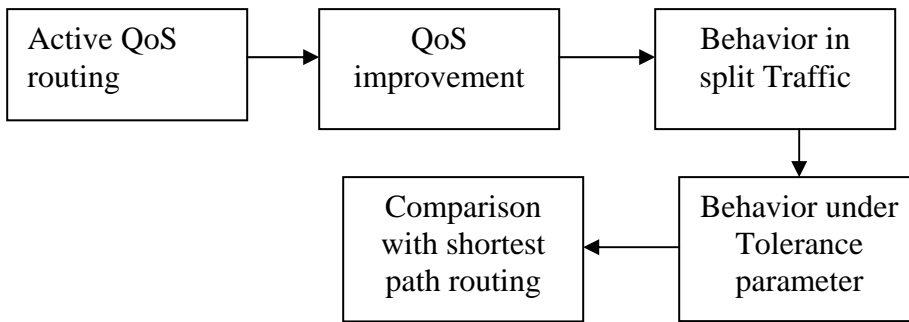 Active QoS
routing
QoS
improvement
Behavior in
split Traffic
Behavior under
Tolerance
parameter
Comparison
with shortest
path routing